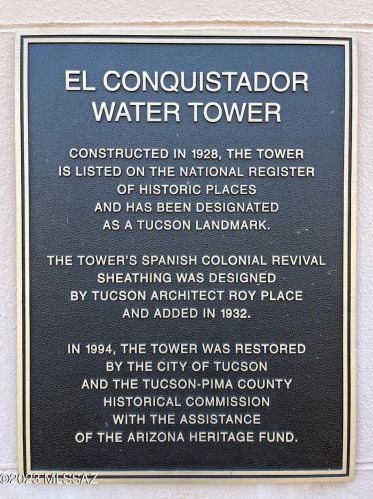 EL CONQUISTADOR
WATER TOWER
CONSTRUCTED IN 1928, THE TOWER
IS LISTED ON THE NATIONAL REGISTER
OF HISTORIC PLACES
AND HAS BEEN DESIGNATED
AS A TUCSON LANDMARK.
THE TOWER'S SPANISH COLONIAL REVIVAL
SHEATHING WAS DESIGNED
BY TUCSON ARCHITECT ROY PLACE
AND ADDED IN 1932.
IN 1994, THE TOWER WAS RESTORED
BY THE CITY OF TUCSON
AND THE TUCSON-PIMA COUNTY
HISTORICAL COMMISSION
WITH THE ASSISTANCE
OF THE ARIZONA HERITAGE FUND.
©2023 MLSSAZ